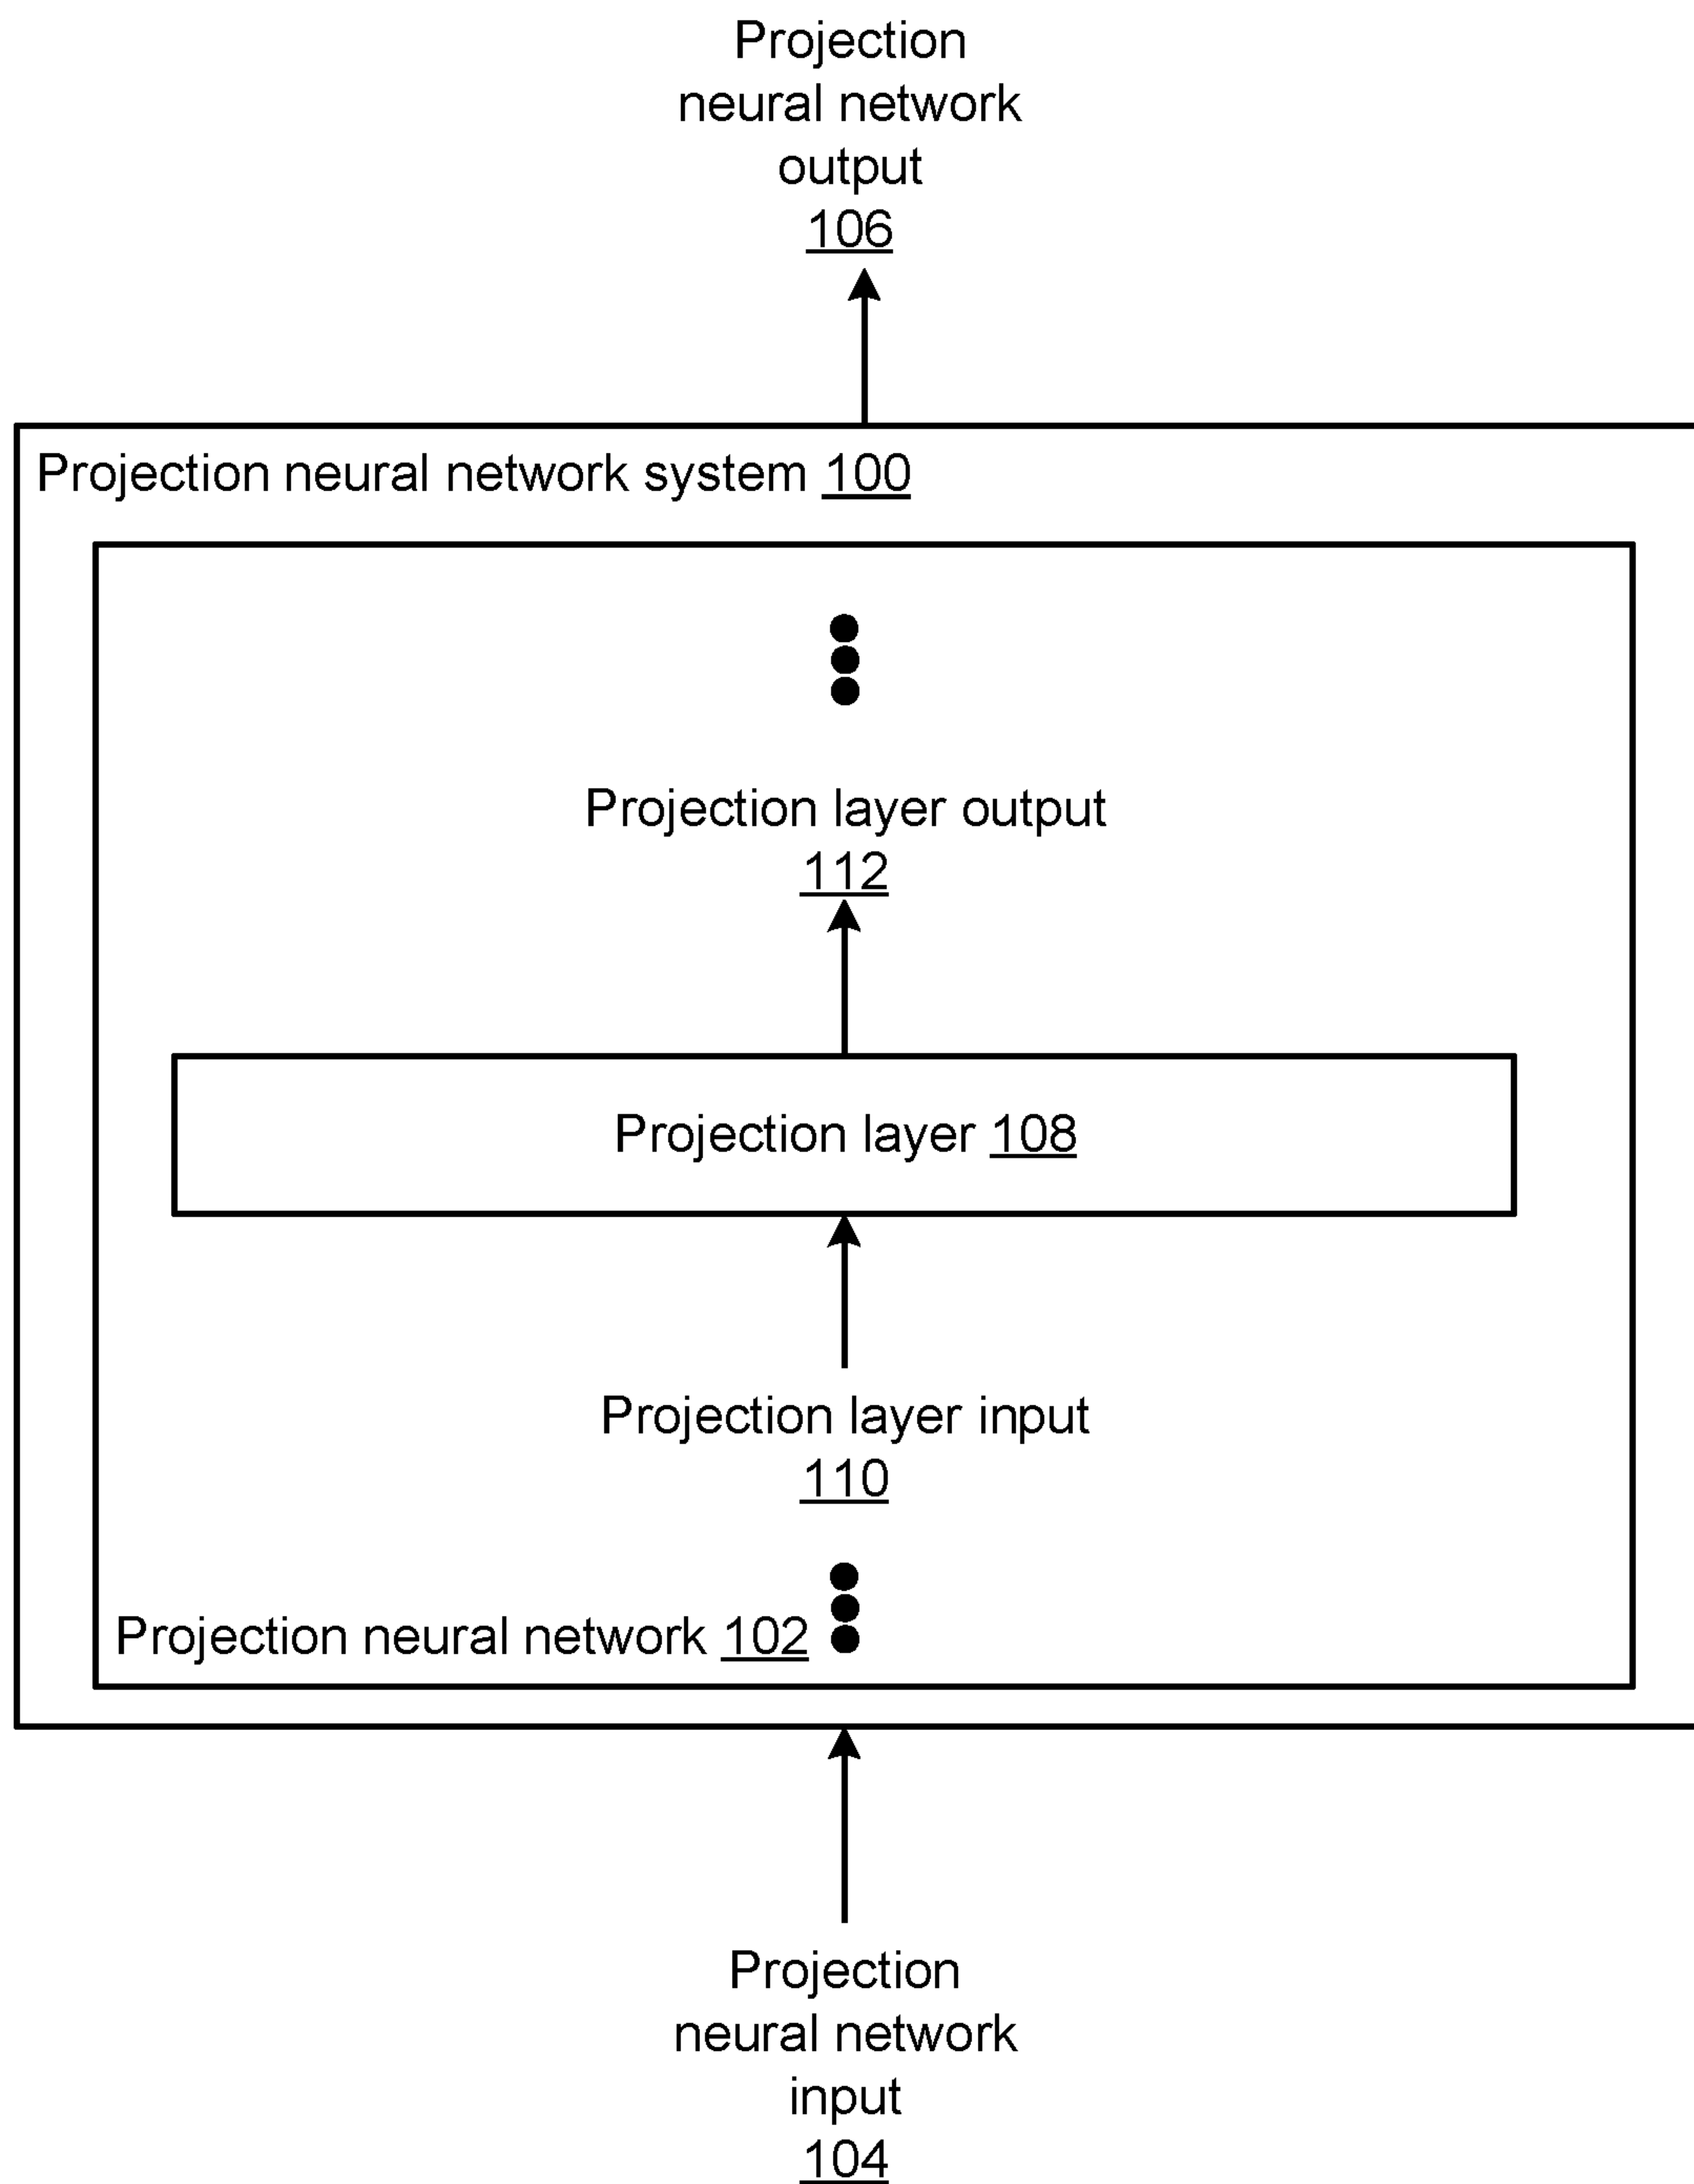 Projection
neural network
output
106
Projection neural network system 100
Projection layer output
112
Projection layer 108
Projection layer input
110
Projection neural network 102
Projection
neural network
input
104